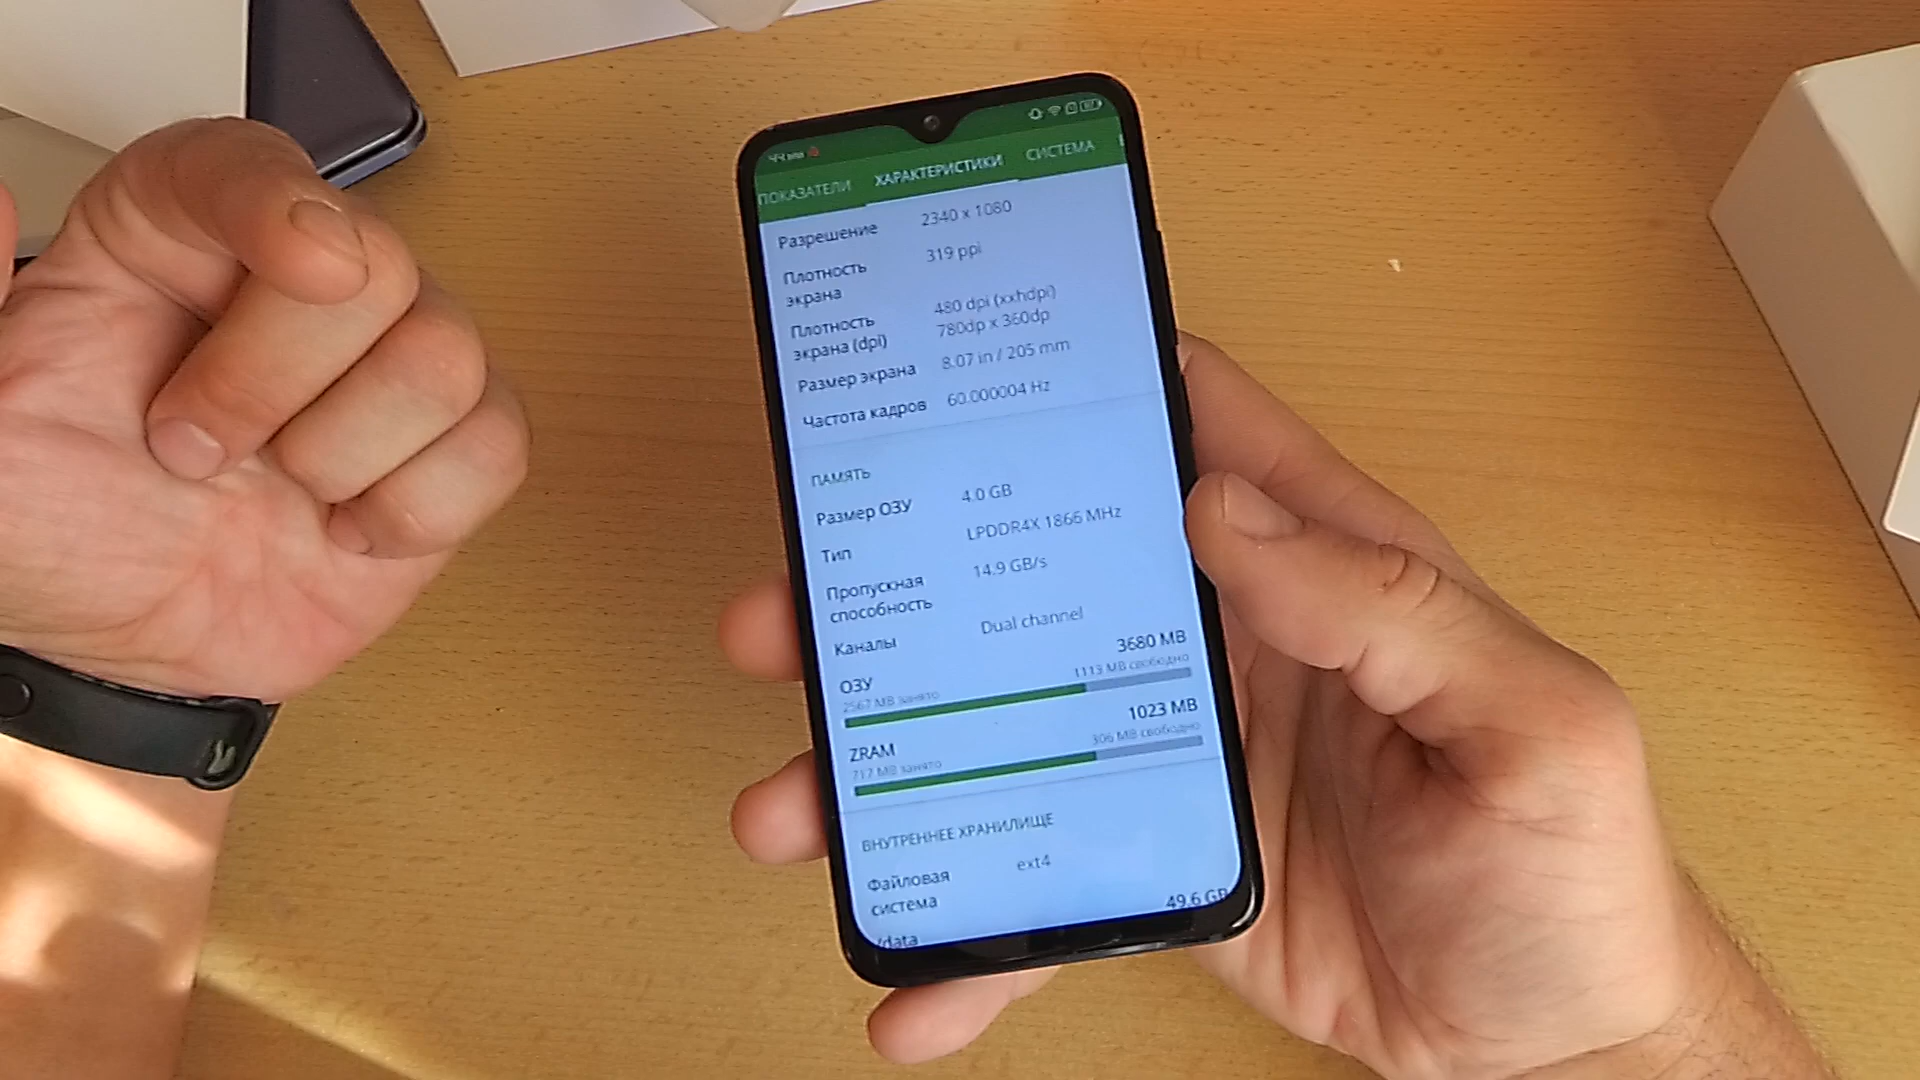 ПОКАЗАТЕЛИ ХАРАКТЕРИСТИКИ СИСТЕМА
Разрешение 2340 x 1080
Плотность экрана 319 ppi
Плотность экрана (dpi) 480 dpi (xxhdpi)
780dp x 360dp
Размер экрана 8.07 in / 205 mm
Частота кадров 60.000004 Hz
ПАМЯТЬ
Размер ОЗУ 4.0 GB
Тип LPDDR4X 1866 MHz
Пропускная способность 14.9 GB/s
Каналы Dual channel
ОЗУ 3680 MB
2567 MB занято 1113 MB свободно
ZRAM 1023 MB
717 MB занято 306 MB свободно
ВНУТРЕННЕЕ ХРАНИЛИЩЕ
Файловая система ext4
/data 49.6 GB